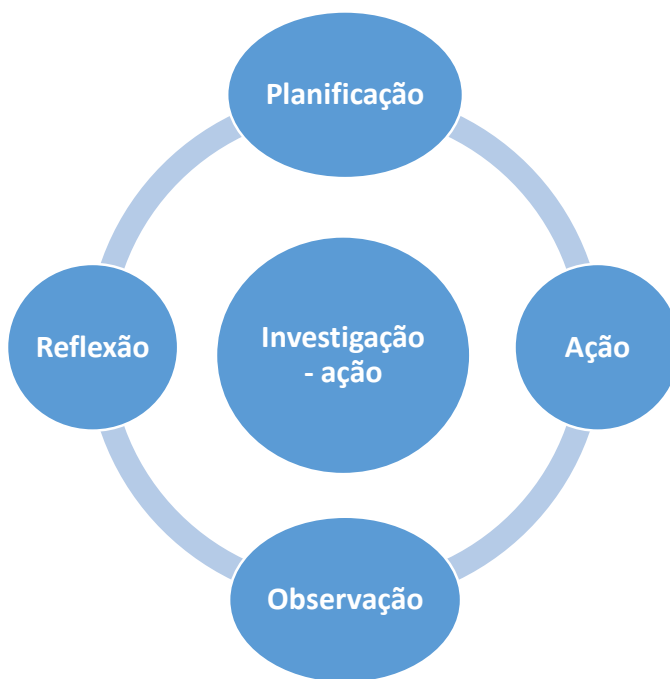 Planificação
Reflexão
Investigação
- ação
Ação
Observação